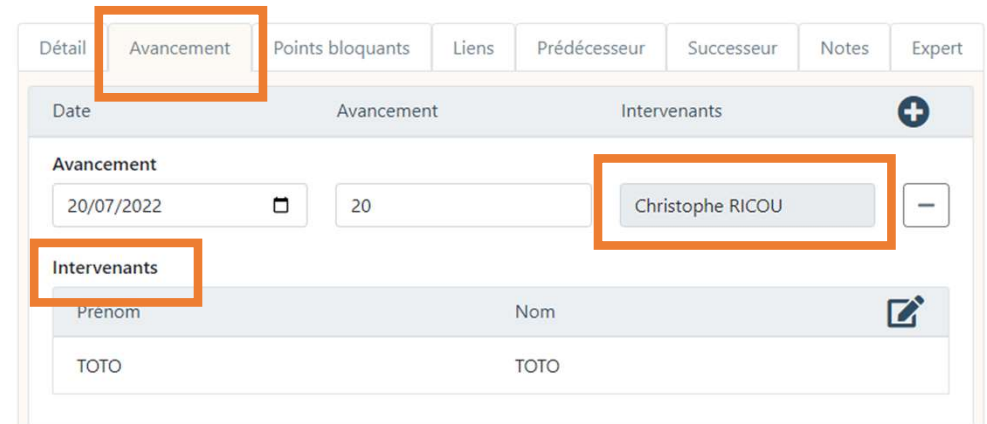 Détail Avancement Points bloquants Liens Prédécesseur Successeur Notes Expert
Date Avancement Intervenants
Avancement
20/07/2022 20 Christophe RICOU
Intervenants
Prénom Nom
TOTO TOTO